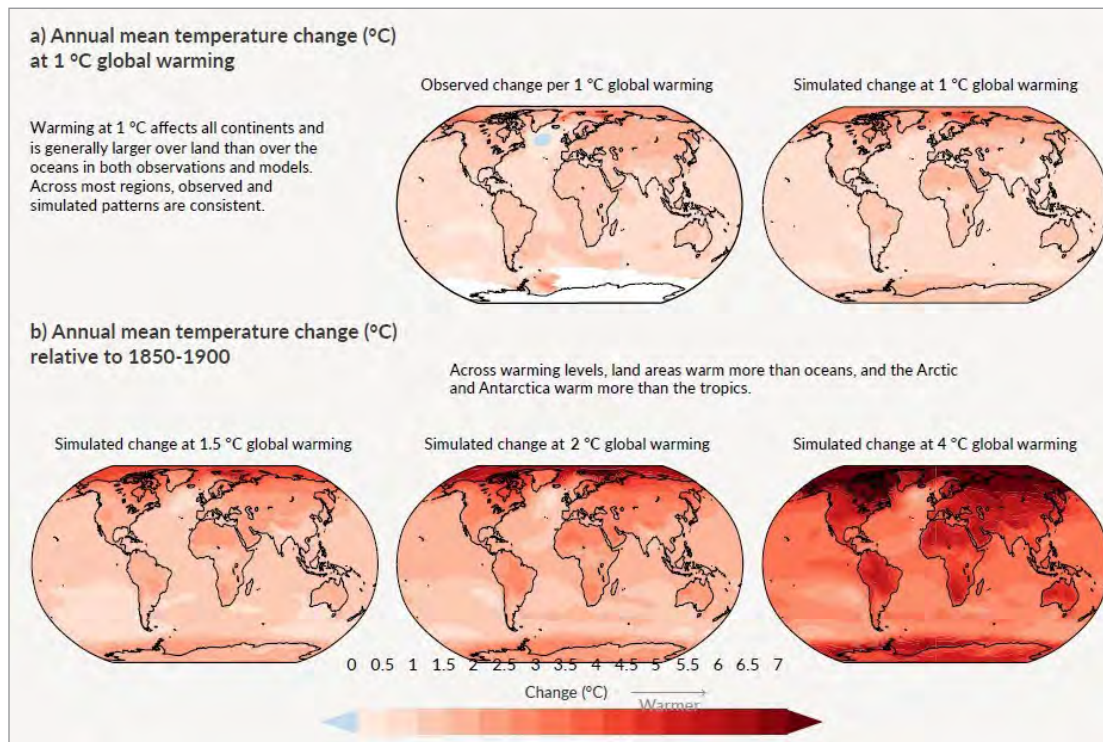 a) Annual mean temperature change (°C)
at 1 °C global warming
Warming at 1 °C affects all continents and
is generally larger over land than over the
oceans in both observations and models.
Across most regions, observed and
simulated patterns are consistent.
Observed change per 1 °C global warming
Simulated change at 1 °C global warming
b) Annual mean temperature change (°C)
relative to 1850-1900
Across warming levels, land areas warm more than oceans, and the Arctic
and Antarctica warm more than the tropics.
Simulated change at 1.5 °C global warming
Simulated change at 2 °C global warming
Simulated change at 4 °C global warming
0 0.5 1 1.5 2 2.5 3 3.5 4 4.5 5 5.5 6 6.5 7
Change (°C)
Warmer